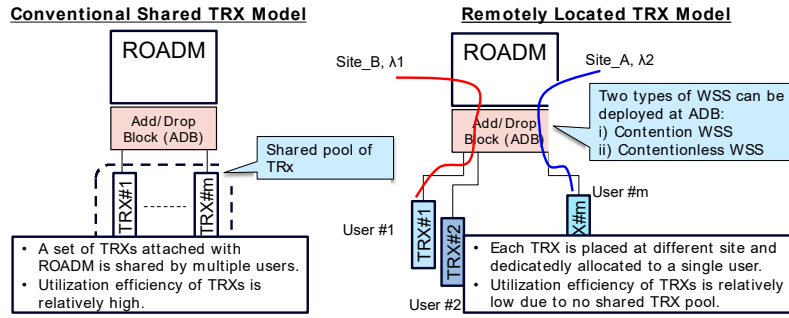 Conventional Shared TRX Model
ROADM
Add/Drop
Block (ADB)
Shared pool of
TRx
TRX#1
TRX#m
• A set of TRXs attached with
ROADM is shared by multiple users.
• Utilization efficiency of TRXs is
relatively high.
Remotely Located TRX Model
ROADM
Site_B, λ1
Site_A, λ2
Add/Drop
Block (ADB)
Two types of WSS can be
deployed at ADB:
i) Contention WSS
ii) Contentionless WSS
User #1
TRX#1
TRX#2
User #2
User #m
X#m
• Each TRX is placed at different site and
dedicatedly allocated to a single user.
• Utilization efficiency of TRXs is relatively
low due to no shared TRX pool.